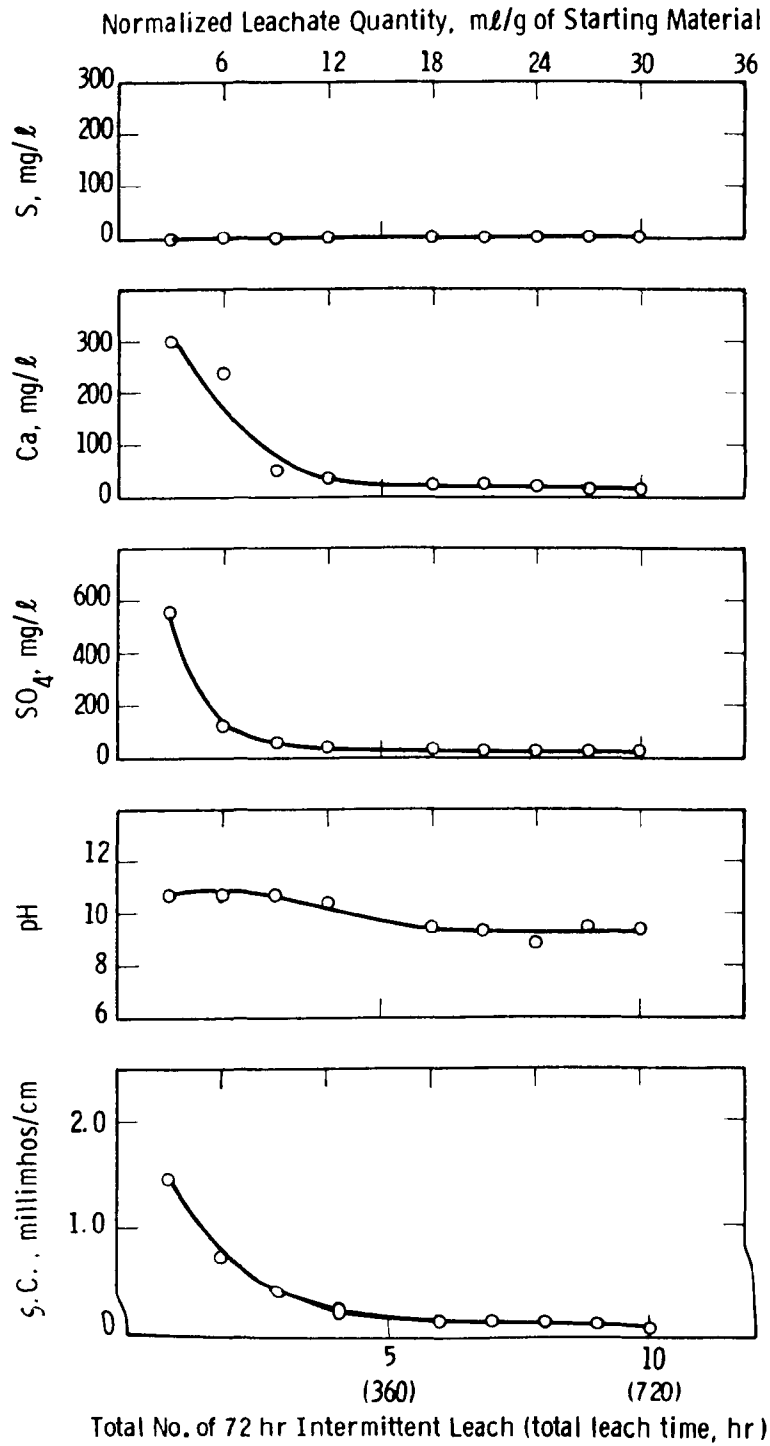 Normalized Leachate Quantity, mℓ/g of Starting Material
6 12 18 24 30 36
300
200
100
0
S, mg/ℓ
300
200
100
0
Ca, mg/ℓ
600
400
200
0
SO4, mg/ℓ
12
10
8
6
pH
2.0
1.0
0
S.C., millimhos/cm
5 10
(360) (720)
Total No. of 72 hr Intermittent Leach (total leach time, hr)